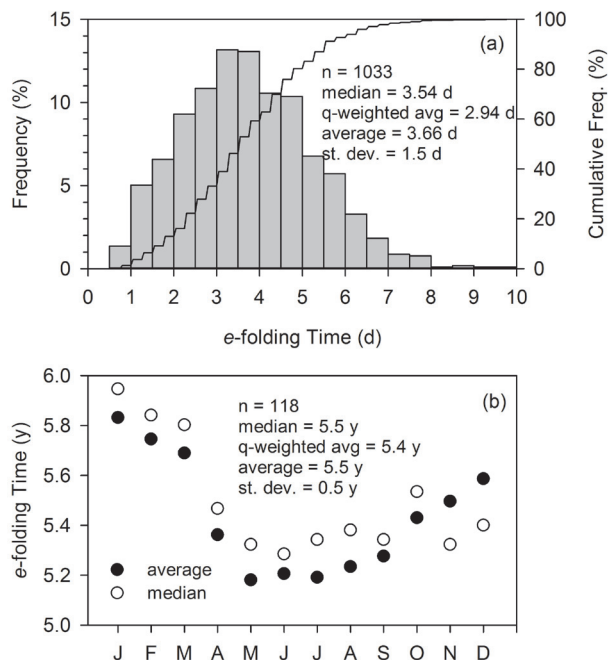 15
10
5
0
Frequency (%)
100
80
60
40
20
0
Cumulative Freq. (%)
(a)
n = 1033
median = 3.54 d
q-weighted avg = 2.94 d
average = 3.66 d
st. dev. = 1.5 d
0 1 2 3 4 5 6 7 8 9 10
e-folding Time (d)
6.0
5.8
5.6
5.4
5.2
5.0
e-folding Time (y)
(b)
n = 118
median = 5.5 y
q-weighted avg = 5.4 y
average = 5.5 y
st. dev. = 0.5 y
average
median
J F M A M J J A S O N D